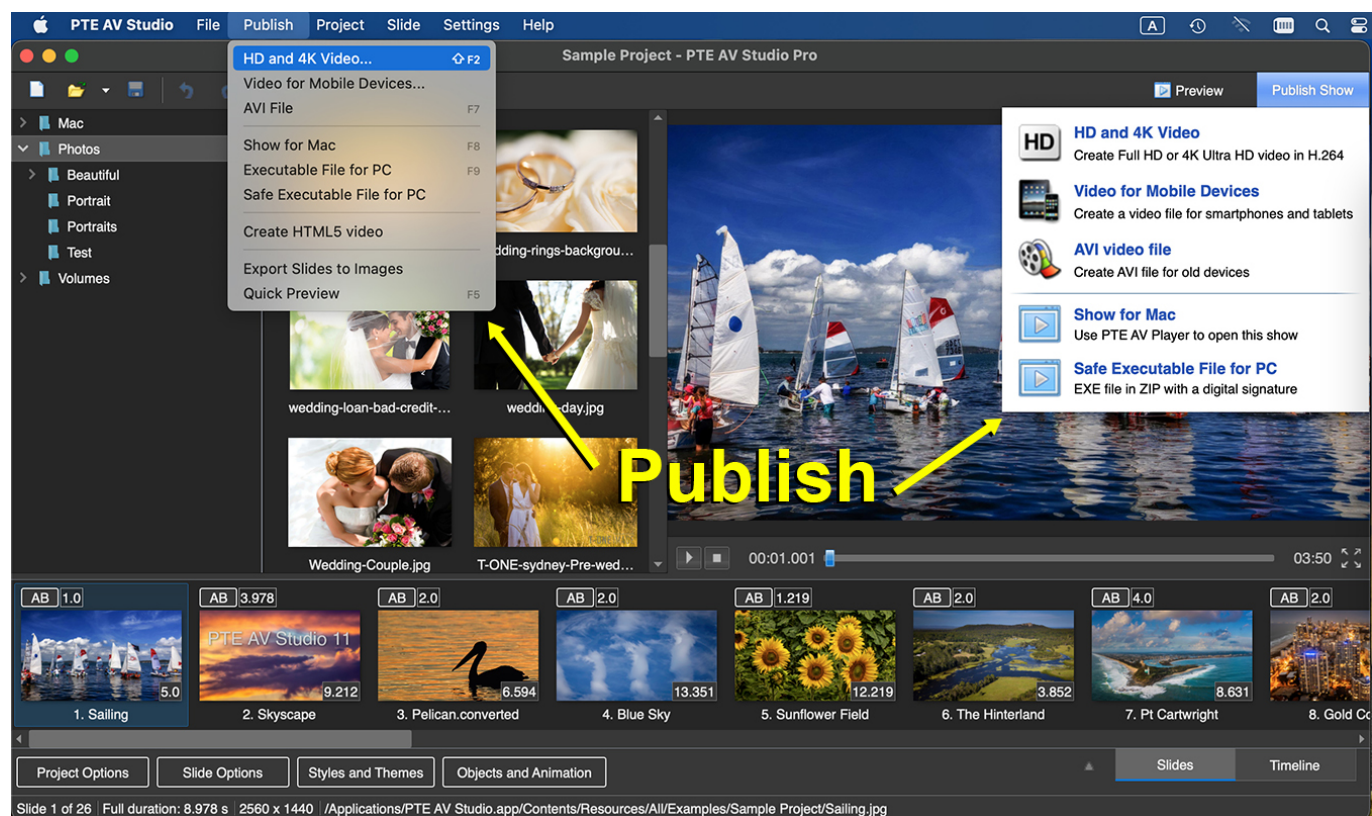 PTE AV Studio File Publish Project Slide Settings Help A
Sample Project - PTE AV Studio Pro
HD and 4K Video... ⇧ F2
Video for Mobile Devices...
AVI File F7
Show for Mac F8
Executable File for PC F9
Safe Executable File for PC
Create HTML5 video
Export Slides to Images
Quick Preview F5
Preview Publish Show
HD
HD and 4K Video
Create Full HD or 4K Ultra HD video in H.264
Video for Mobile Devices
Create a video file for smartphones and tablets
AVI video file
Create AVI file for old devices
Show for Mac
Use PTE AV Player to open this show
Safe Executable File for PC
EXE file in ZIP with a digital signature
Mac
Photos
Beautiful
Portrait
Portraits
Test
Volumes
dding-rings-backgrou...
wedding-loan-bad-credit-... wedding-day.jpg
Wedding-Couple.jpg T-ONE-sydney-Pre-wed...
Publish
00:01.001 03:50
AB 1.0 AB 3.978 AB 2.0 AB 2.0 AB 1.219 AB 2.0 AB 4.0 AB 2.0
PTE AV Studio 11
5.0 9.212 6.594 13.351 12.219 3.852 8.631
1. Sailing 2. Skyscape 3. Pelican.converted 4. Blue Sky 5. Sunflower Field 6. The Hinterland 7. Pt Cartwright 8. Gold Co
Project Options Slide Options Styles and Themes Objects and Animation Slides Timeline
Slide 1 of 26 Full duration: 8.978 s 2560 x 1440 /Applications/PTE AV Studio.app/Contents/Resources/All/Examples/Sample Project/Sailing.jpg